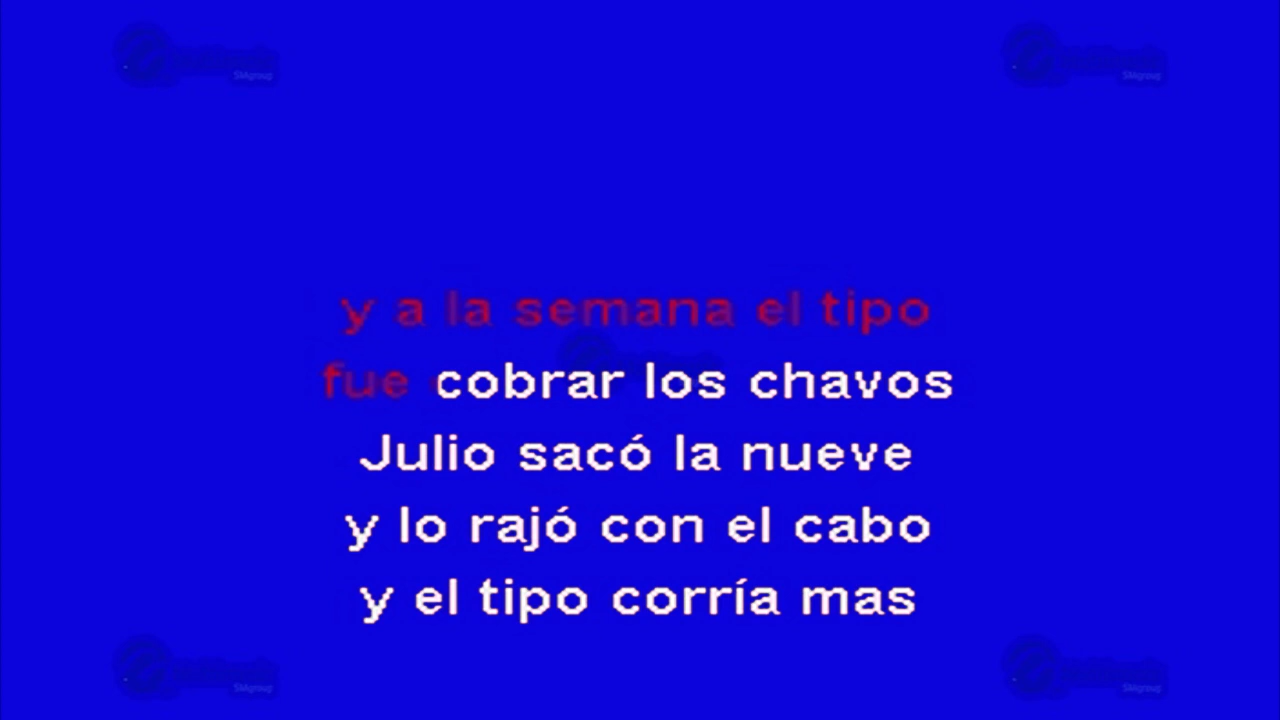 y a la semana el tipo
fue cobrar los chavos
Julio sacó la nueve
y lo rajó con el cabo
y el tipo corría mas